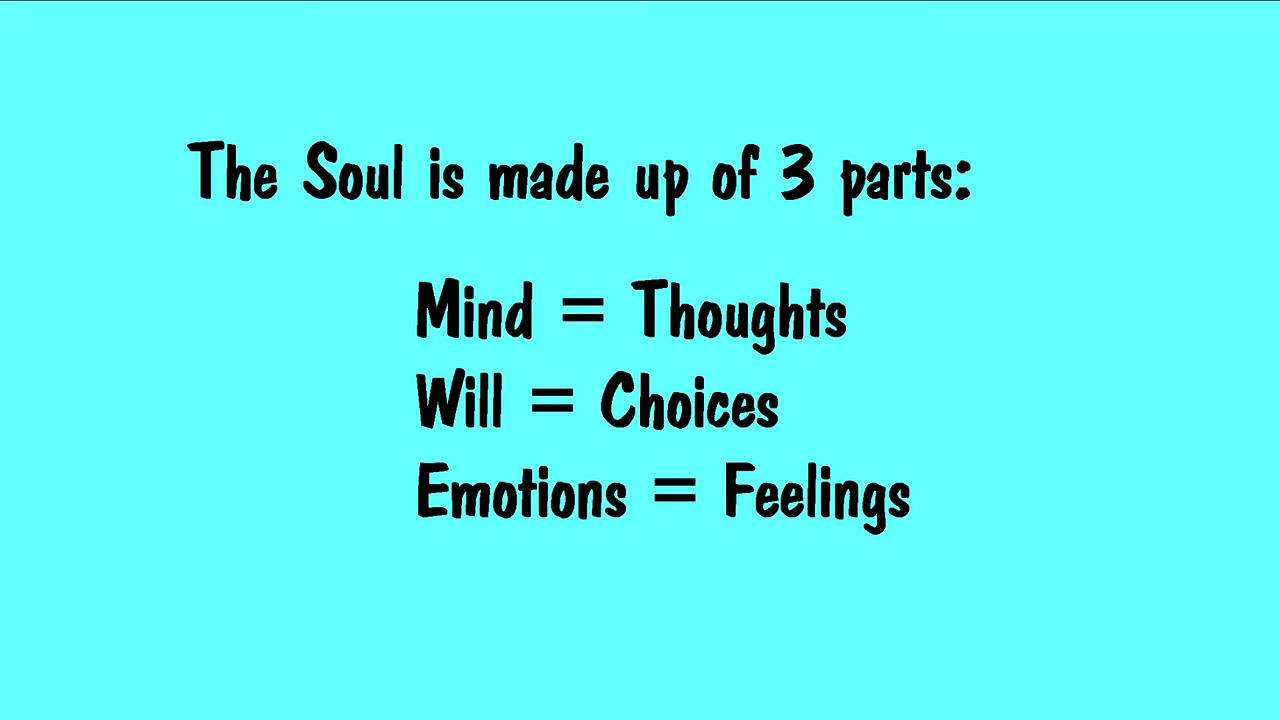 The Soul is made up of 3 parts:
Mind = Thoughts
Will = Choices
Emotions = Feelings